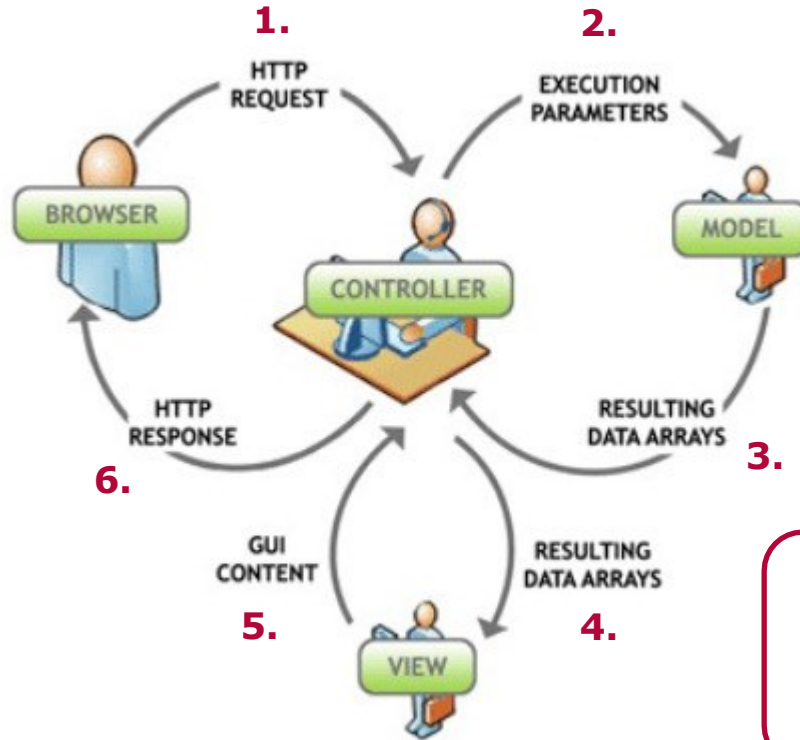 1.
2.
HTTP
REQUEST
EXECUTION
PARAMETERS
BROWSER
MODEL
CONTROLLER
HTTP
RESPONSE
RESULTING
DATA ARRAYS
3.
6.
GUI
CONTENT
RESULTING
DATA ARRAYS
5.
4.
VIEW